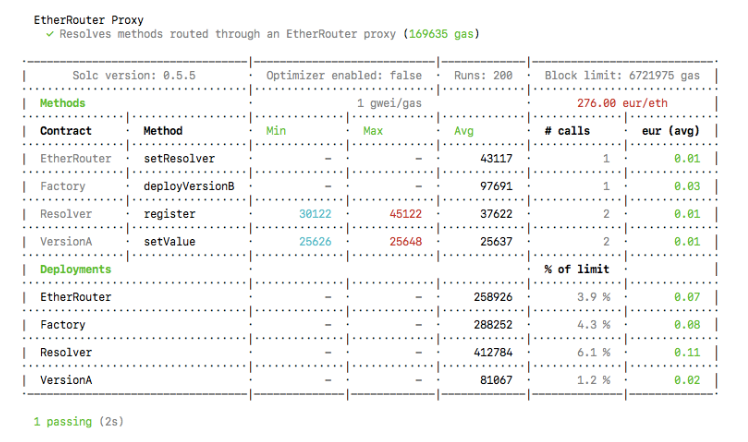 EtherRouter Proxy
✓ Resolves methods routed through an EtherRouter proxy (169635 gas)
Solc version: 0.5.5 · Optimizer enabled: false · Runs: 200 · Block limit: 6721975 gas
Methods · 1 gwei/gas · 276.00 eur/eth
Contract · Method · Min · Max · Avg · # calls · eur (avg)
EtherRouter · setResolver · – · – · 43117 · 1 · 0.01
Factory · deployVersionB · – · – · 97691 · 1 · 0.03
Resolver · register · 30122 · 45122 · 37622 · 2 · 0.01
VersionA · setValue · 25626 · 25648 · 25637 · 2 · 0.01
Deployments · % of limit ·
EtherRouter · – · – · 258926 · 3.9 % · 0.07
Factory · – · – · 288252 · 4.3 % · 0.08
Resolver · – · – · 412784 · 6.1 % · 0.11
VersionA · – · – · 81067 · 1.2 % · 0.02
1 passing (2s)